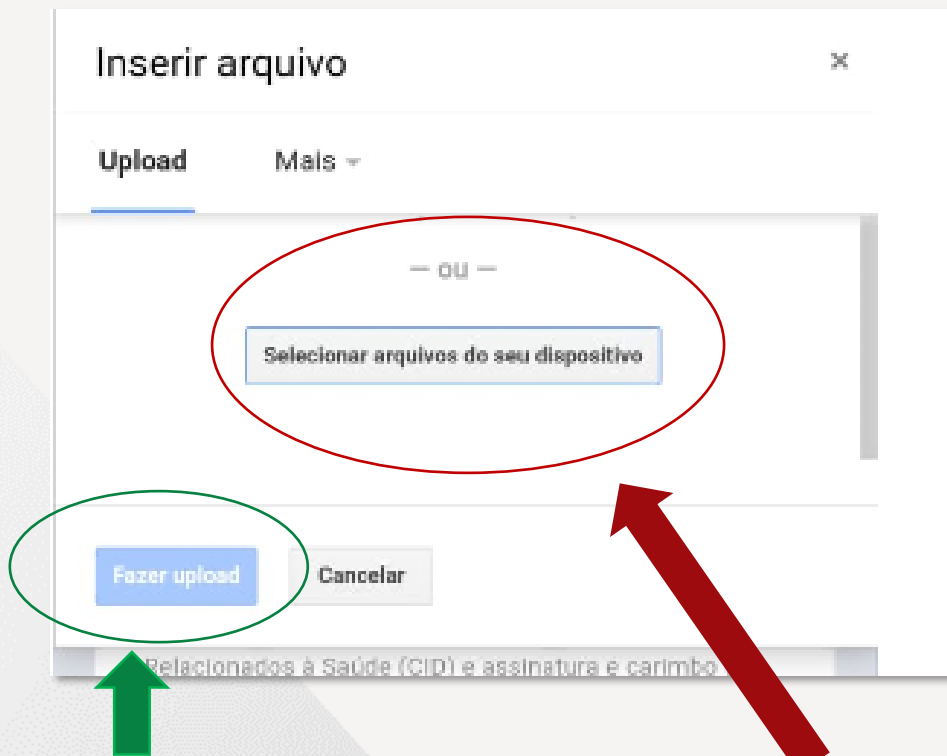 Inserir arquivo ×
Upload Mais
— ou —
Selecionar arquivos do seu dispositivo
Fazer upload Cancelar
Relacionados à Saúde (CID) e assinatura e carimbo